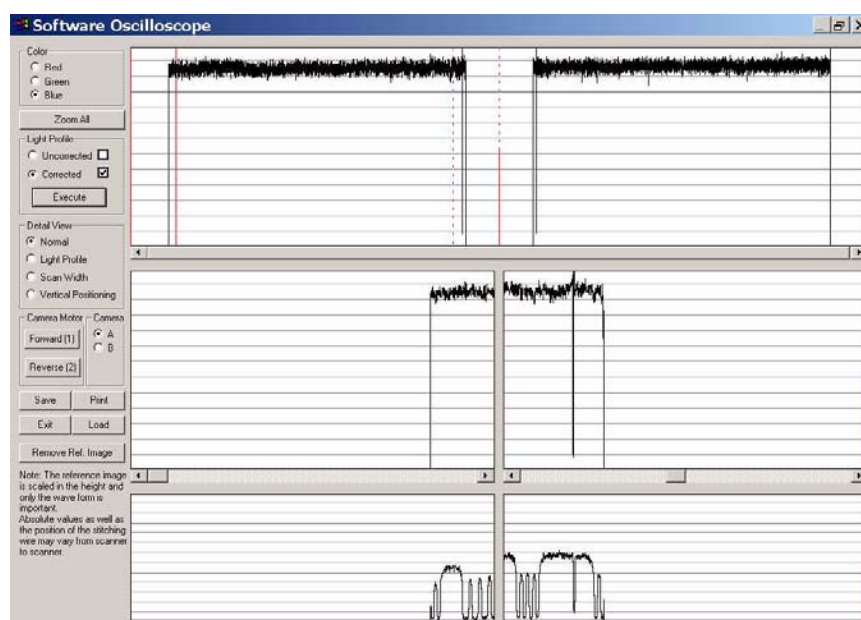 Software Oscilloscope
Color
Red
Green
Blue
Zoom All
Light Profile
Uncorrected
Corrected
Execute
Detail View
Normal
Light Profile
Scan Width
Vertical Positioning
Camera Motor
Camera
Forward (1)
A
B
Reverse (2)
Save
Print
Exit
Load
Remove Ref. Image
Note: The reference image
is scaled in the height and
only the wave form is
important.
Absolute values as well as
the position of the stitching
wire may vary from scanner
to scanner.